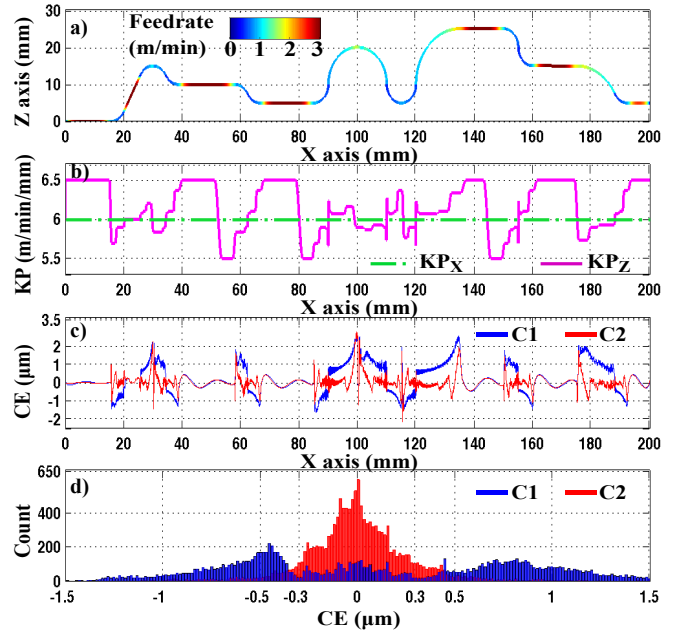 a)
Feedrate
(m/min)
0 1 2 3
Z axis (mm)
30
20
10
0
0 20 40 60 80 100 120 140 160 180 200
X axis (mm)
b)
KP (m/min/mm)
6.5
6
5.5
KPX KPZ
0 20 40 60 80 100 120 140 160 180 200
X axis (mm)
c)
C1 C2
CE (μm)
3.5
2
1
0
-1
-2
0 20 40 60 80 100 120 140 160 180 200
X axis (mm)
d)
C1 C2
Count
650
400
200
0
-1.5 -1 -0.5 -0.3 0 0.3 0.5 1 1.5
CE (μm)